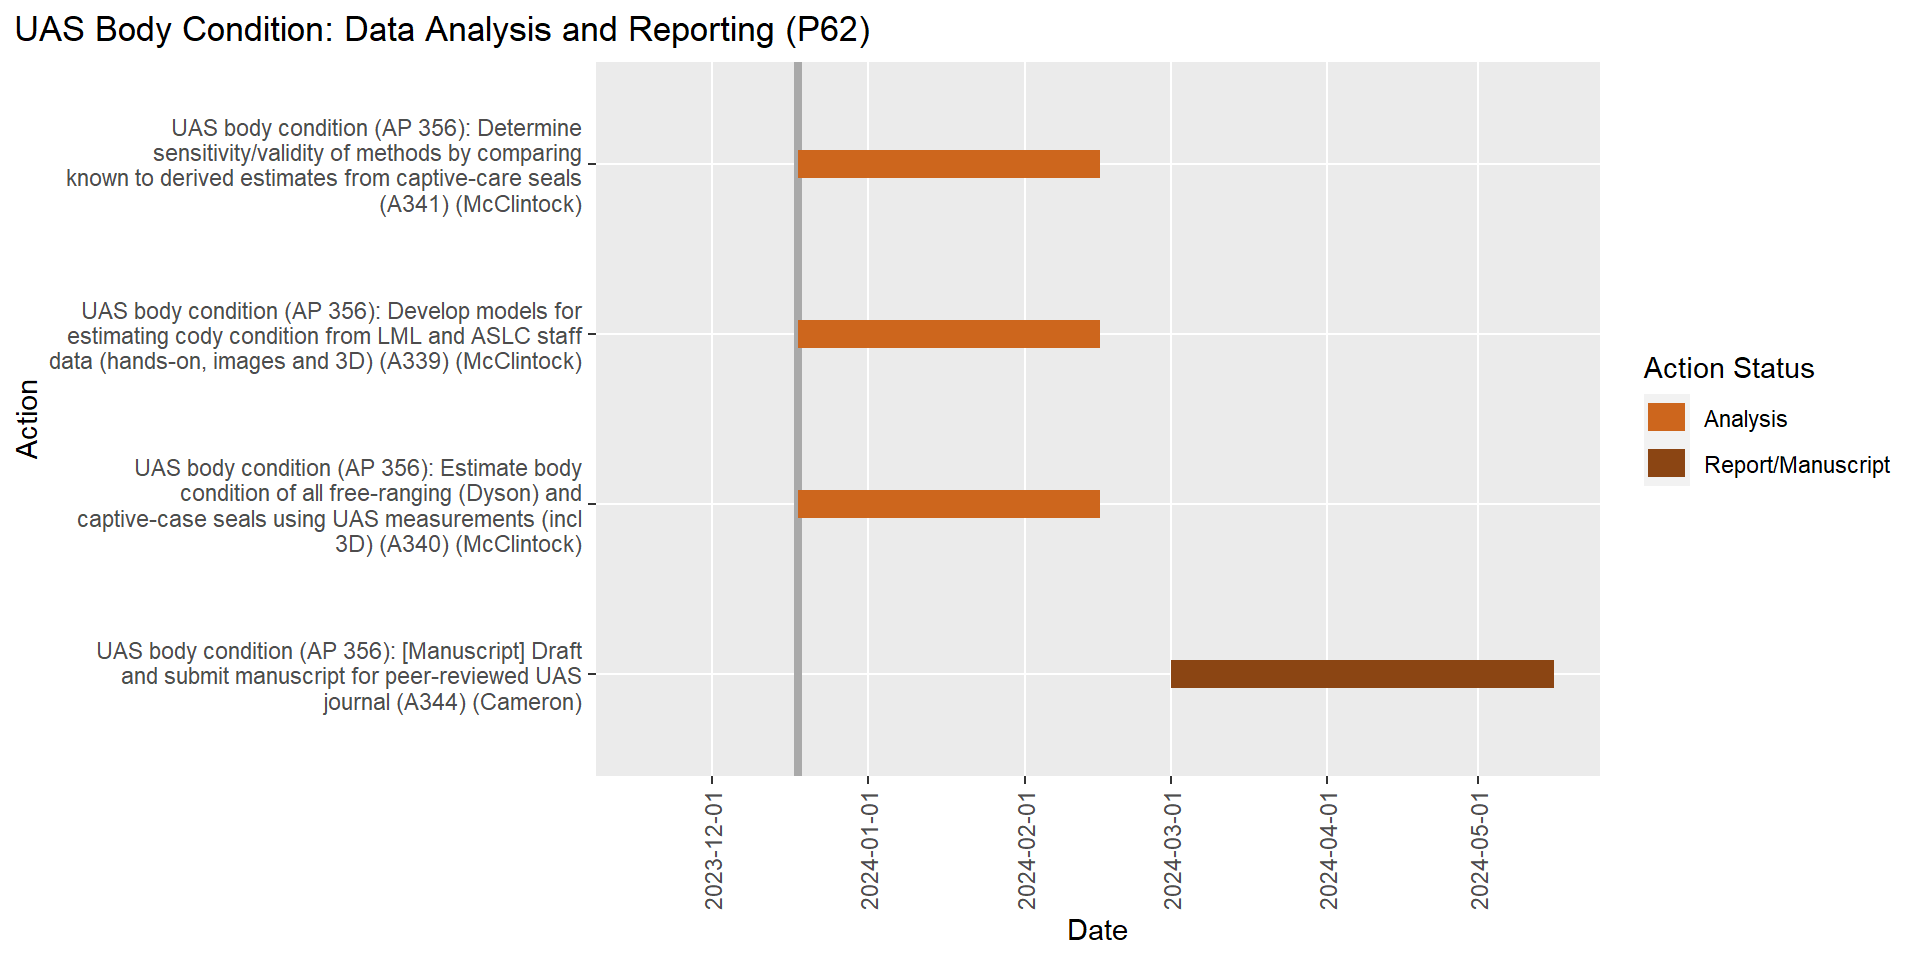 UAS Body Condition: Data Analysis and Reporting (P62)
UAS body condition (AP 356): Determine
sensitivity/validity of methods by comparing
known to derived estimates from captive-care seals
(A341) (McClintock)
UAS body condition (AP 356): Develop models for
estimating cody condition from LML and ASLC staff
data (hands-on, images and 3D) (A339) (McClintock)
UAS body condition (AP 356): Estimate body
condition of all free-ranging (Dyson) and
captive-case seals using UAS measurements (incl
3D) (A340) (McClintock)
UAS body condition (AP 356): [Manuscript] Draft
and submit manuscript for peer-reviewed UAS
journal (A344) (Cameron)
Action
2023-12-01
2024-01-01
2024-02-01
2024-03-01
2024-04-01
2024-05-01
Date
Action Status
Analysis
Report/Manuscript